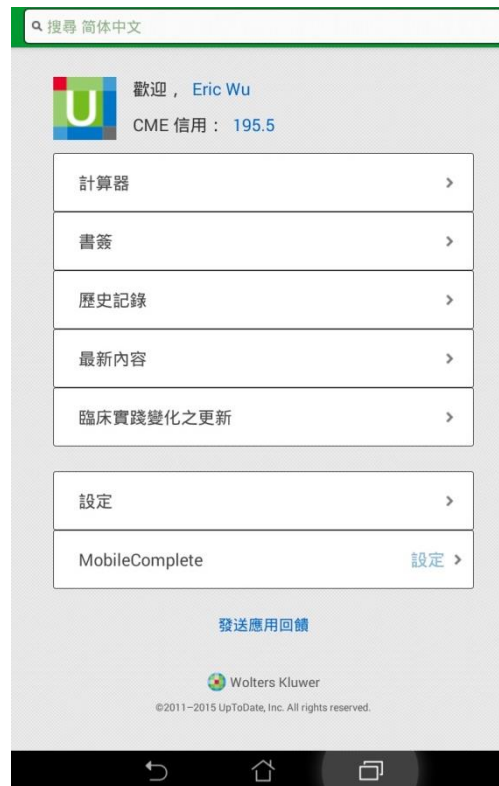 搜尋 简体中文
歡迎， Eric Wu
CME 信用： 195.5
計算器
書簽
歷史記錄
最新內容
臨床實踐變化之更新
設定
MobileComplete 設定
發送應用回饋
Wolters Kluwer
©2011–2015 UpToDate, Inc. All rights reserved.